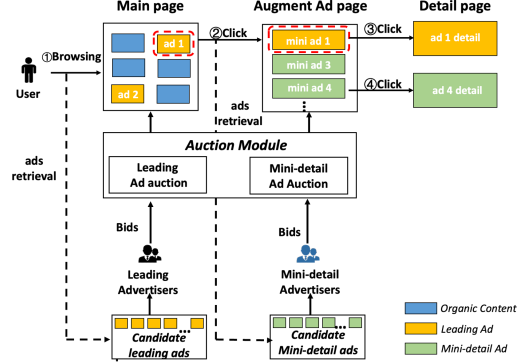 Main page
Augment Ad page
Detail page
①Browsing
②Click
③Click
④Click
User
ad 1
ad 2
mini ad 1
mini ad 3
mini ad 4
ad 1 detail
ad 4 detail
ads
retrieval
ads
retrieval
Auction Module
Leading
Ad auction
Mini-detail
Ad Auction
Bids
Bids
Leading
Advertisers
Mini-detail
Advertisers
Candidate
leading ads
Candidate
Mini-detail ads
Organic Content
Leading Ad
Mini-detail Ad